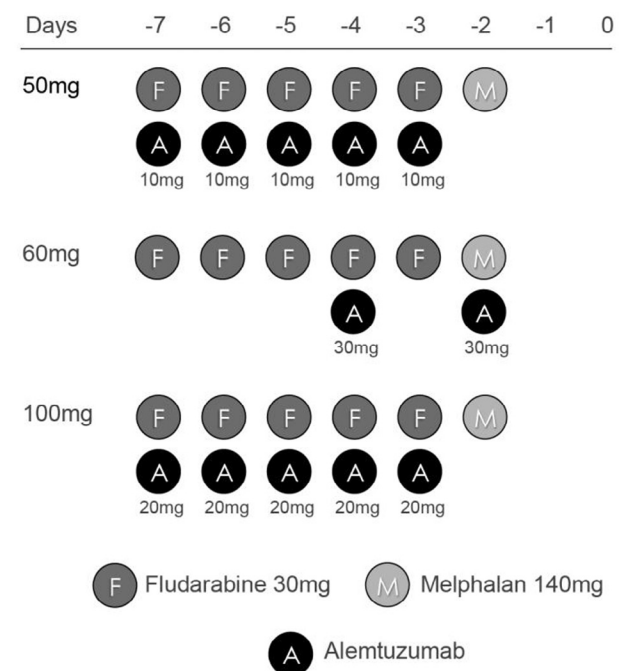 Days -7 -6 -5 -4 -3 -2 -1 0
50mg F F F F F M
A A A A A
10mg 10mg 10mg 10mg 10mg
60mg F F F F F M
A A
30mg 30mg
100mg F F F F F M
A A A A A
20mg 20mg 20mg 20mg 20mg
F Fludarabine 30mg M Melphalan 140mg
A Alemtuzumab